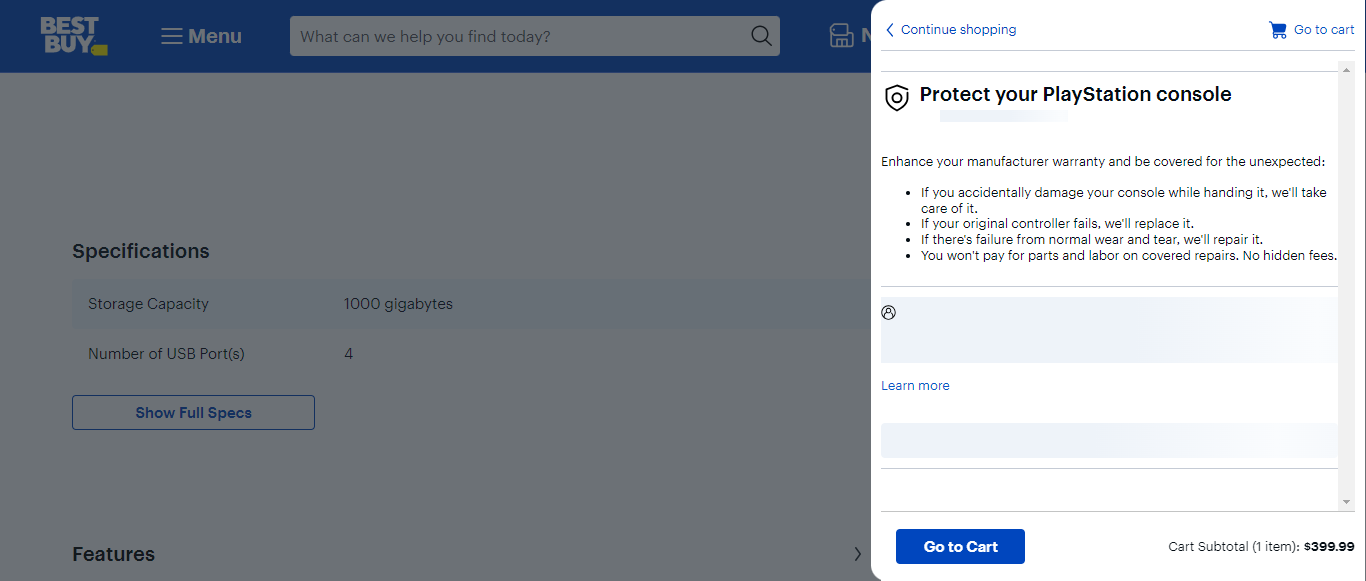 BEST
BUY
Menu
What can we help you find today?
Continue shopping
Go to cart
Protect your PlayStation console
Enhance your manufacturer warranty and be covered for the unexpected:
If you accidentally damage your console while handing it, we'll take
care of it.
If your original controller fails, we'll replace it.
If there's failure from normal wear and tear, we'll repair it.
You won't pay for parts and labor on covered repairs. No hidden fees.
Specifications
Storage Capacity 1000 gigabytes
Number of USB Port(s) 4
Show Full Specs
Learn more
Features
Go to Cart
Cart Subtotal (1 item): $399.99